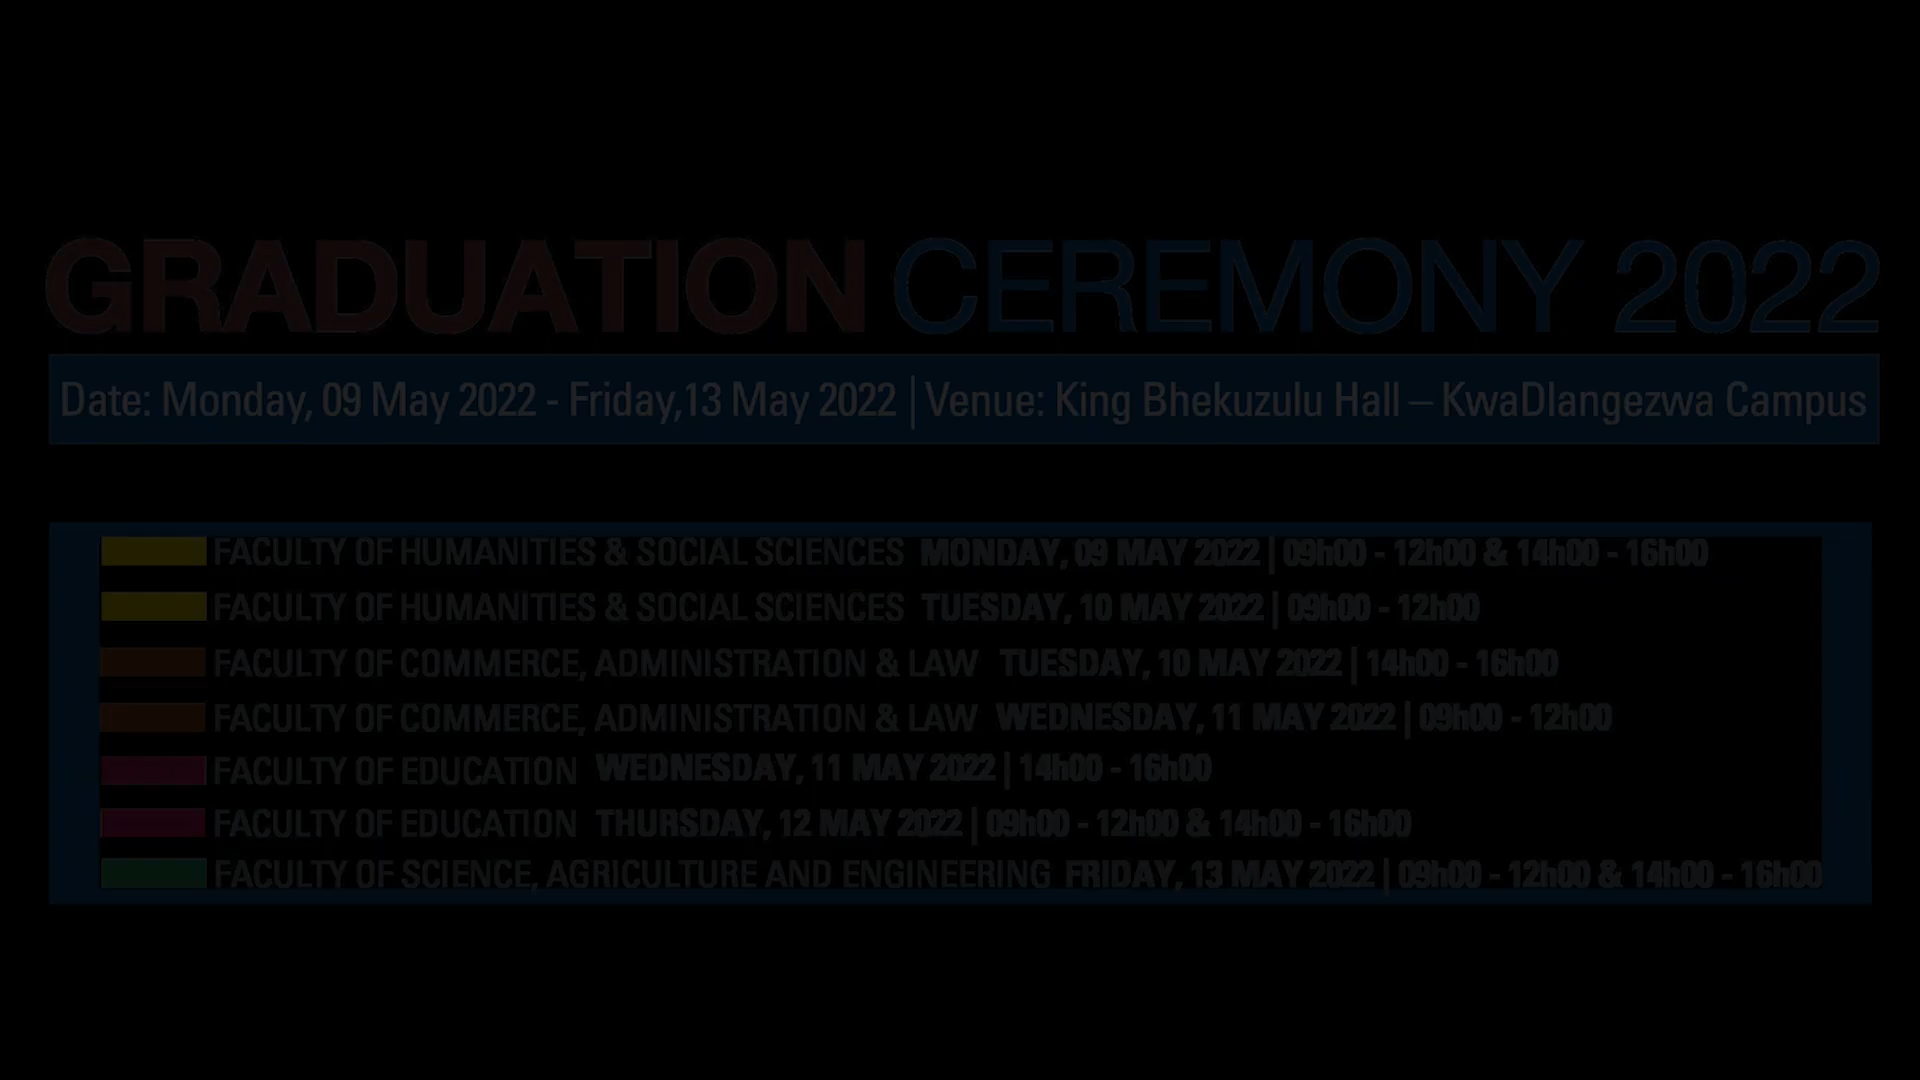 GRADUATION CEREMONY 2022
Date: Monday, 09 May 2022 - Friday,13 May 2022 | Venue: King Bhekuzulu Hall – KwaDlangezwa Campus
FACULTY OF HUMANITIES & SOCIAL SCIENCES MONDAY, 09 MAY 2022 | 09h00 - 12h00 & 14h00 - 16h00
FACULTY OF HUMANITIES & SOCIAL SCIENCES TUESDAY, 10 MAY 2022 | 09h00 - 12h00
FACULTY OF COMMERCE, ADMINISTRATION & LAW TUESDAY, 10 MAY 2022 | 14h00 - 16h00
FACULTY OF COMMERCE, ADMINISTRATION & LAW WEDNESDAY, 11 MAY 2022 | 09h00 - 12h00
FACULTY OF EDUCATION WEDNESDAY, 11 MAY 2022 | 14h00 - 16h00
FACULTY OF EDUCATION THURSDAY, 12 MAY 2022 | 09h00 - 12h00 & 14h00 - 16h00
FACULTY OF SCIENCE, AGRICULTURE AND ENGINEERING FRIDAY, 13 MAY 2022 | 09h00 - 12h00 & 14h00 - 16h00